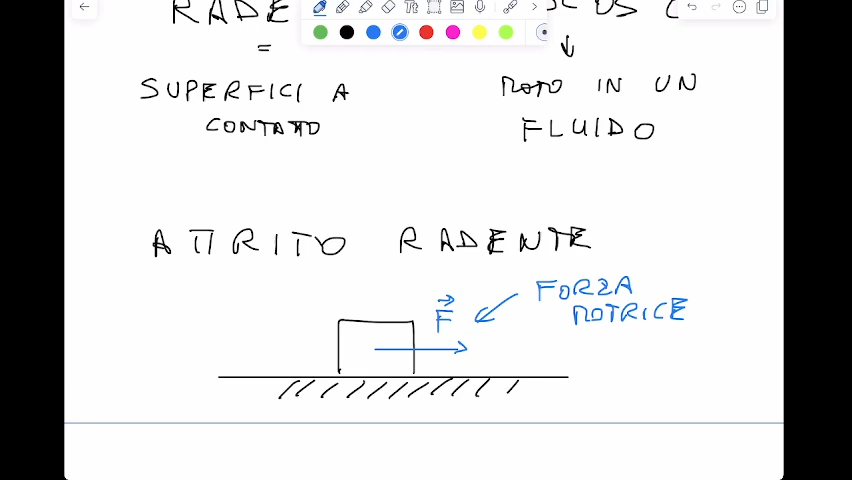 SUPERFICI A
CONTATTO
MOTO IN UN
FLUIDO
ATTRITO RADENTE
F
FORZA
MOTRICE